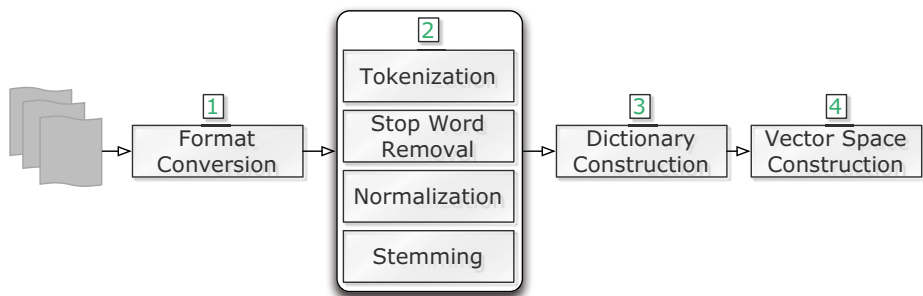 1
Format
Conversion
2
Tokenization
Stop Word
Removal
Normalization
Stemming
3
Dictionary
Construction
4
Vector Space
Construction